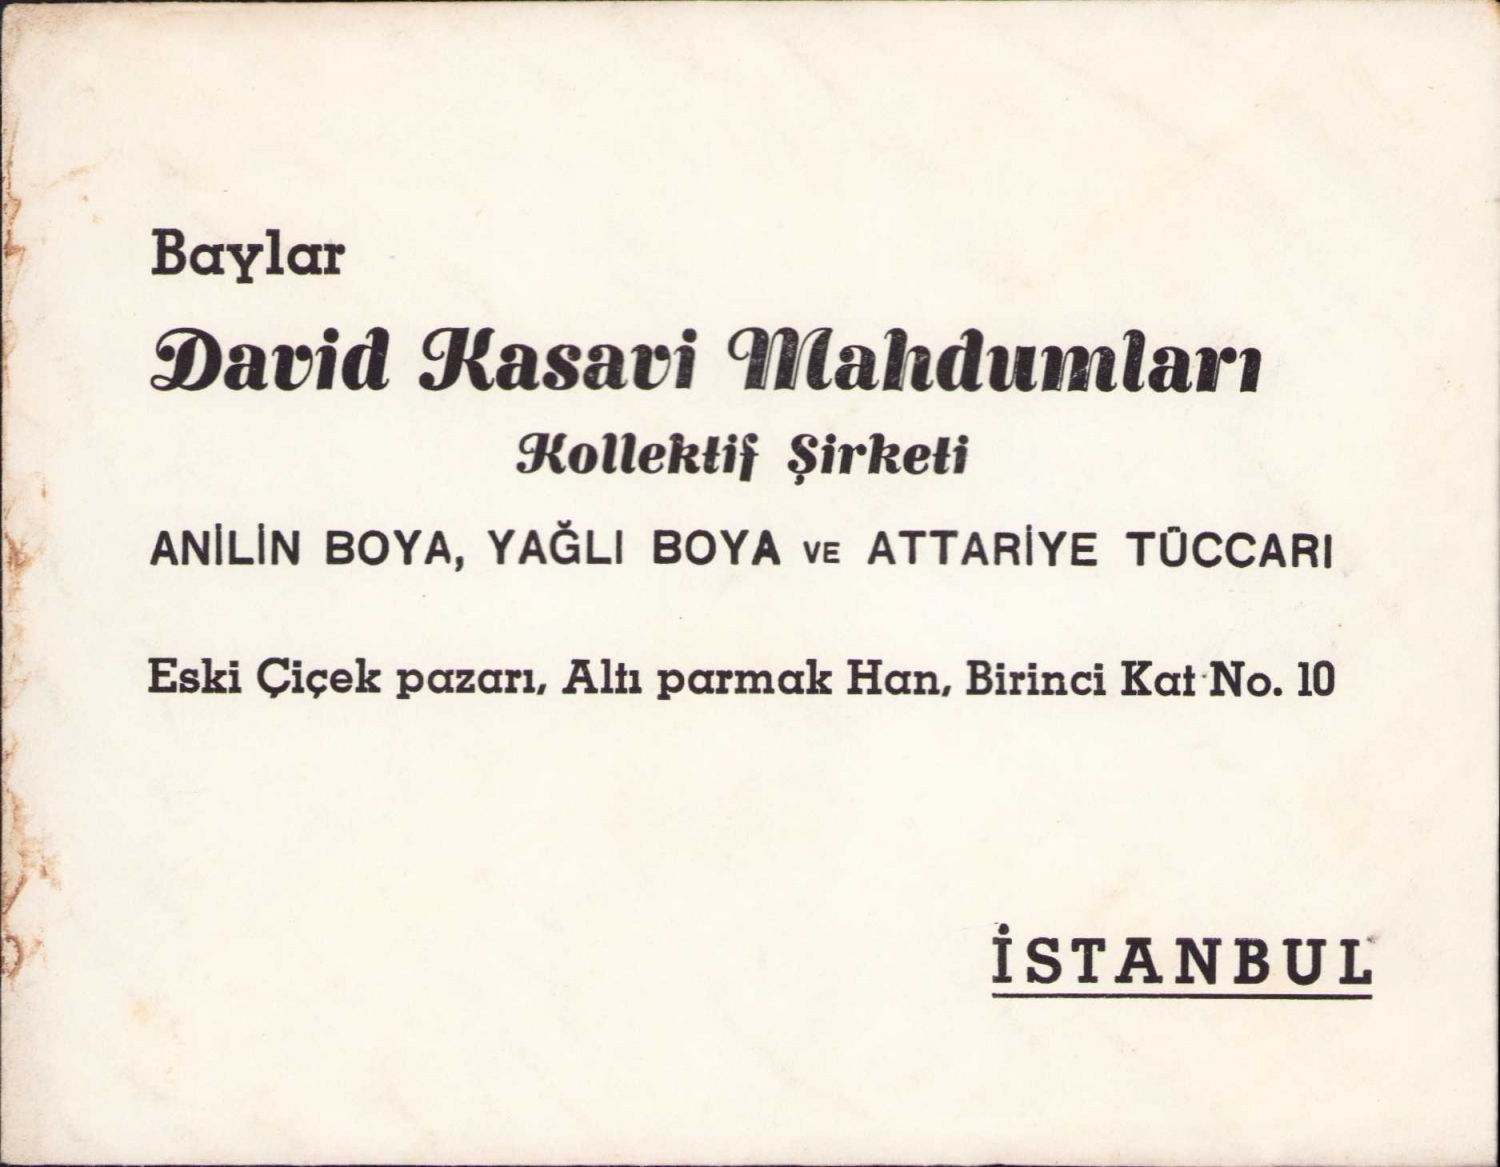 Baylar
David Kasavi Mahdumları
Kollektif Şirketi
ANİLİN BOYA, YAĞLI BOYA VE ATTARİYE TÜCCARI
Eski Çiçek pazarı, Altı parmak Han, Birinci Kat No. 10
İSTANBUL